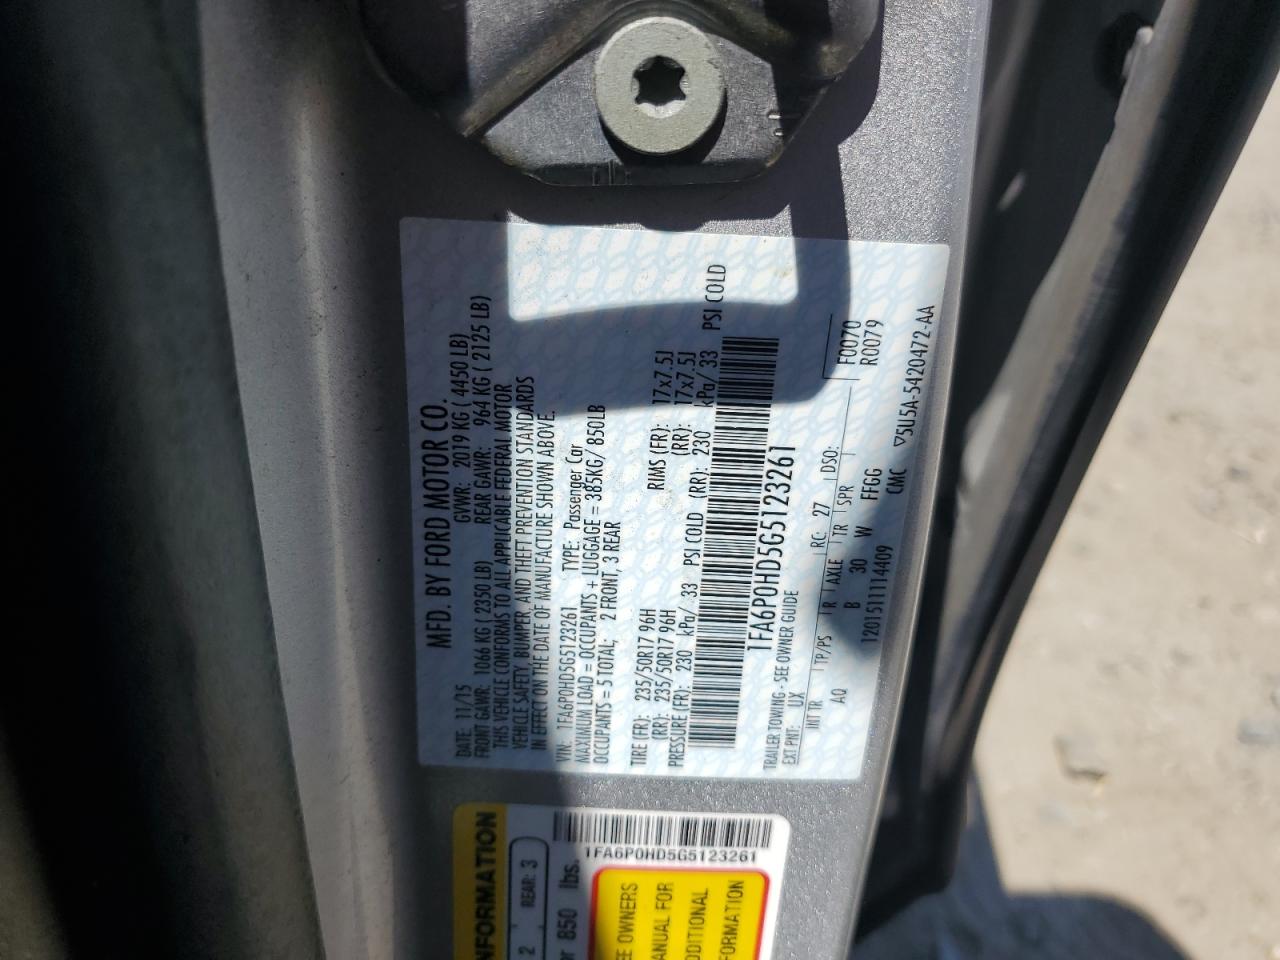 MFD. BY FORD MOTOR CO.
DATE: 11/15 GVWR: 2019 KG ( 4450 LB)
FRONT GAWR: 1066 KG ( 2350 LB) REAR GAWR: 964 KG ( 2125 LB)
THIS VEHICLE CONFORMS TO ALL APPLICABLE FEDERAL MOTOR
VEHICLE SAFETY, BUMPER, AND THEFT PREVENTION STANDARDS
IN EFFECT ON THE DATE OF MANUFACTURE SHOWN ABOVE.
VIN: 1FA6P0HD5G5123261 TYPE: Passenger Car
MAXIMUM LOAD = OCCUPANTS + LUGGAGE = 385KG/ 850LB
OCCUPANTS = 5 TOTAL; 2 FRONT, 3 REAR
TIRE (FR): 235/50R17 96H RIMS (FR): 17x7.5J
(RR): 235/50R17 96H (RR): 17x7.5J
PRESSURE (FR): 230 kPa/ 33 PSI COLD (RR): 230 kPa/ 33 PSI COLD
1FA6P0HD5G5123261
TRAILER TOWING - SEE OWNER GUIDE
EXT PNT: UX RC: 27 DSO:
INT TR TP/PS R AXLE TR SPR F0070
AQ B 30 W FFGG R0079
1201511114409 CMC
▽5U5A-5420472-AA
1FA6P0HD5G5123261
NFORMATION
2 REAR: 3
or 850 lbs.
EE OWNERS
ANUAL FOR
DDITIONAL
FORMATION